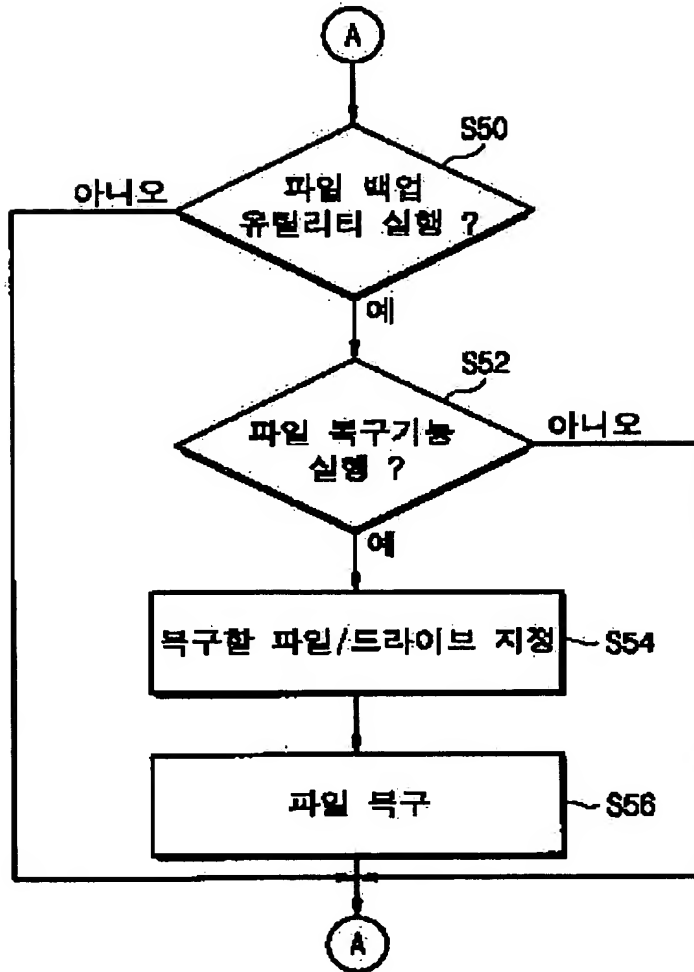 A
S50
파일 백업
유틸리티 실행 ?
아니오
예
S52
파일 복구기능
실행 ?
아니오
예
복구할 파일/드라이브 지정
S54
파일 복구
S56
A